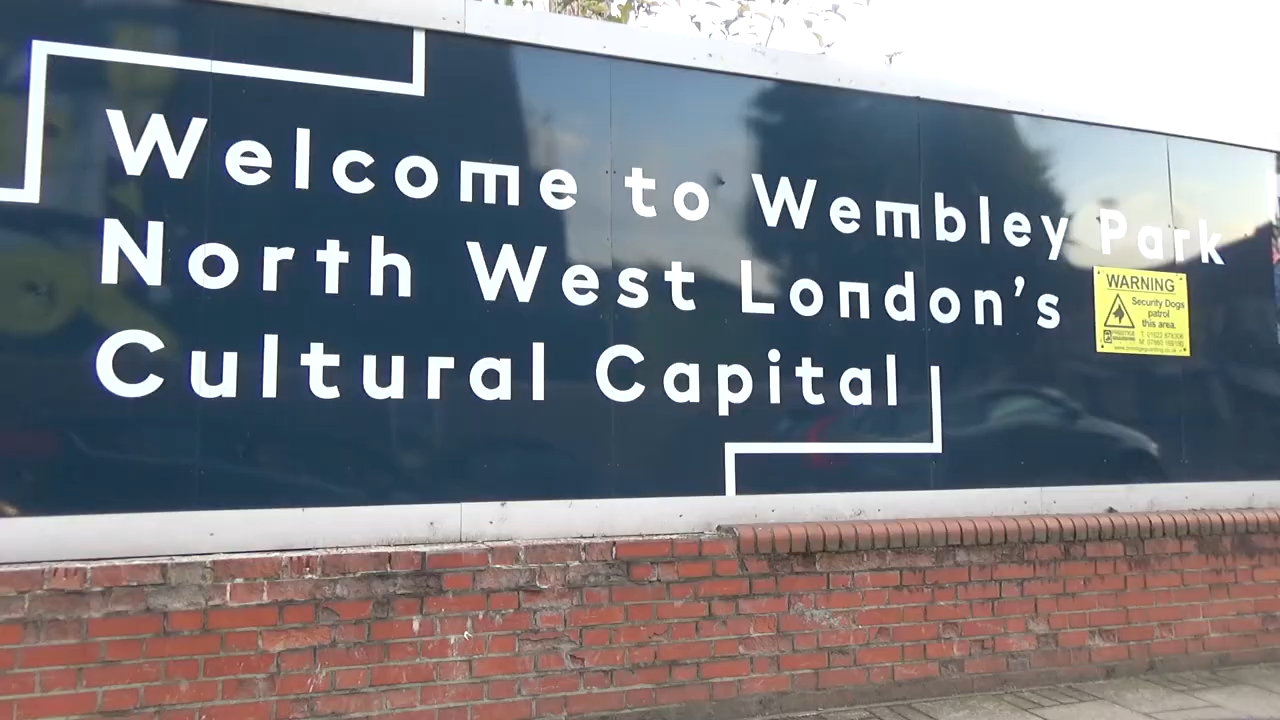 Welcome to Wembley Park
North West London's
Cultural Capital
WARNING
Security Dogs
patrol
this area.